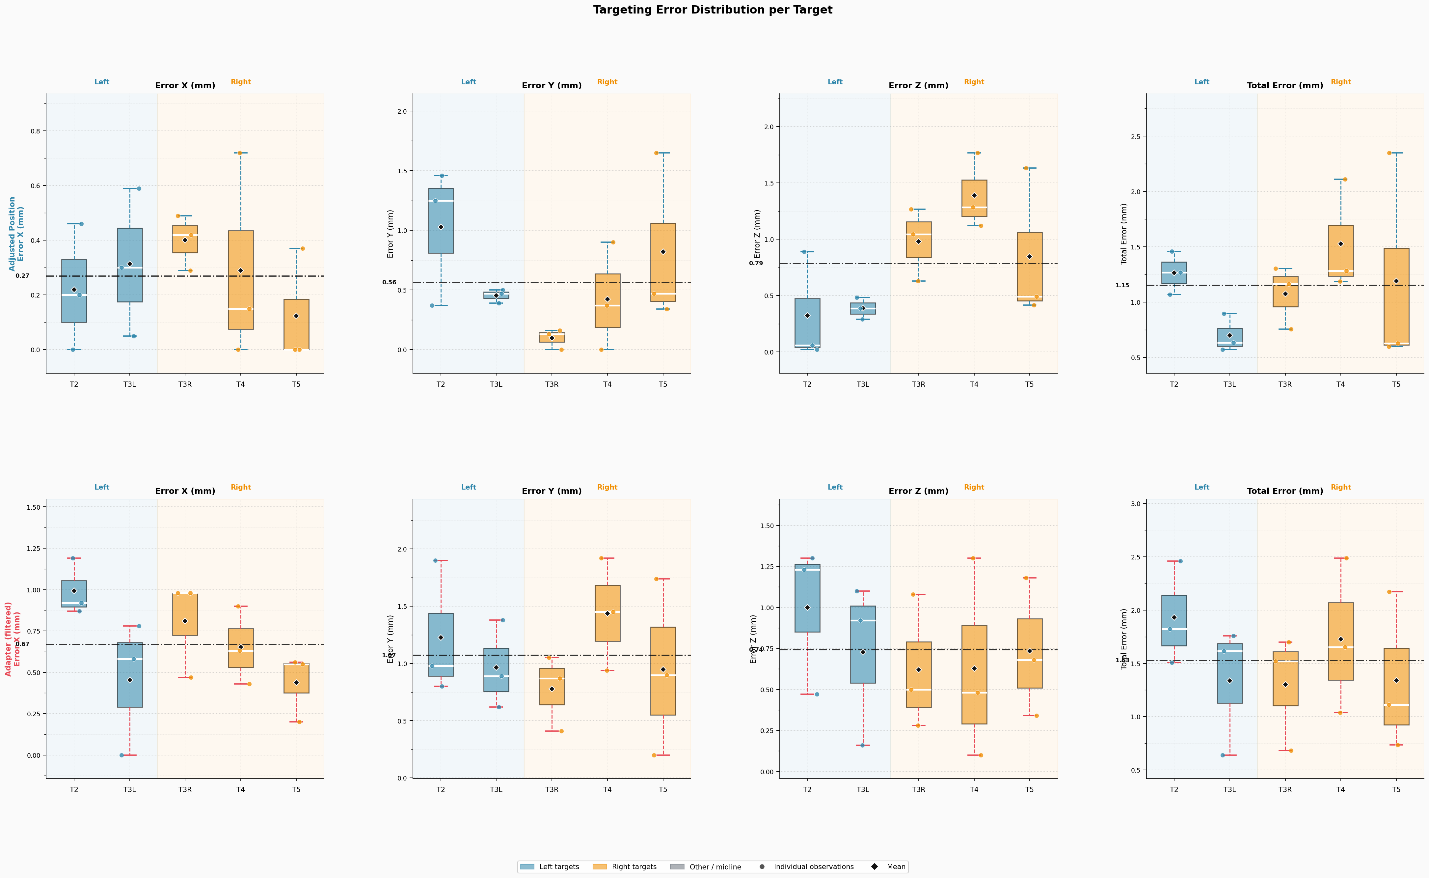 Targeting Error Distribution per Target
Left
Error X (mm)
Right
Adjusted Position
Error X (mm)
0.8
0.6
0.4
0.27
0.2
0.0
T2
T3L
T3R
T4
T5
Left
Error Y (mm)
Right
Error Y (mm)
2.0
1.5
1.0
0.56
0.5
0.0
T2
T3L
T3R
T4
T5
Left
Error Z (mm)
Right
Error Z (mm)
2.0
1.5
1.0
0.79
0.5
0.0
T2
T3L
T3R
T4
T5
Left
Total Error (mm)
Right
Total Error (mm)
2.5
2.0
1.5
1.15
1.0
0.5
T2
T3L
T3R
T4
T5
Left
Error X (mm)
Right
Adapter (filtered)
Error X (mm)
1.50
1.25
1.00
0.75
0.67
0.50
0.25
0.00
T2
T3L
T3R
T4
T5
Left
Error Y (mm)
Right
Error Y (mm)
2.0
1.5
1.0
0.5
0.0
T2
T3L
T3R
T4
T5
Left
Error Z (mm)
Right
Error Z (mm)
1.50
1.25
1.00
0.75
0.50
0.25
0.00
T2
T3L
T3R
T4
T5
Left
Total Error (mm)
Right
Total Error (mm)
3.0
2.5
2.0
1.5
1.0
0.5
T2
T3L
T3R
T4
T5
Left targets
Right targets
Other / midline
Individual observations
Mean